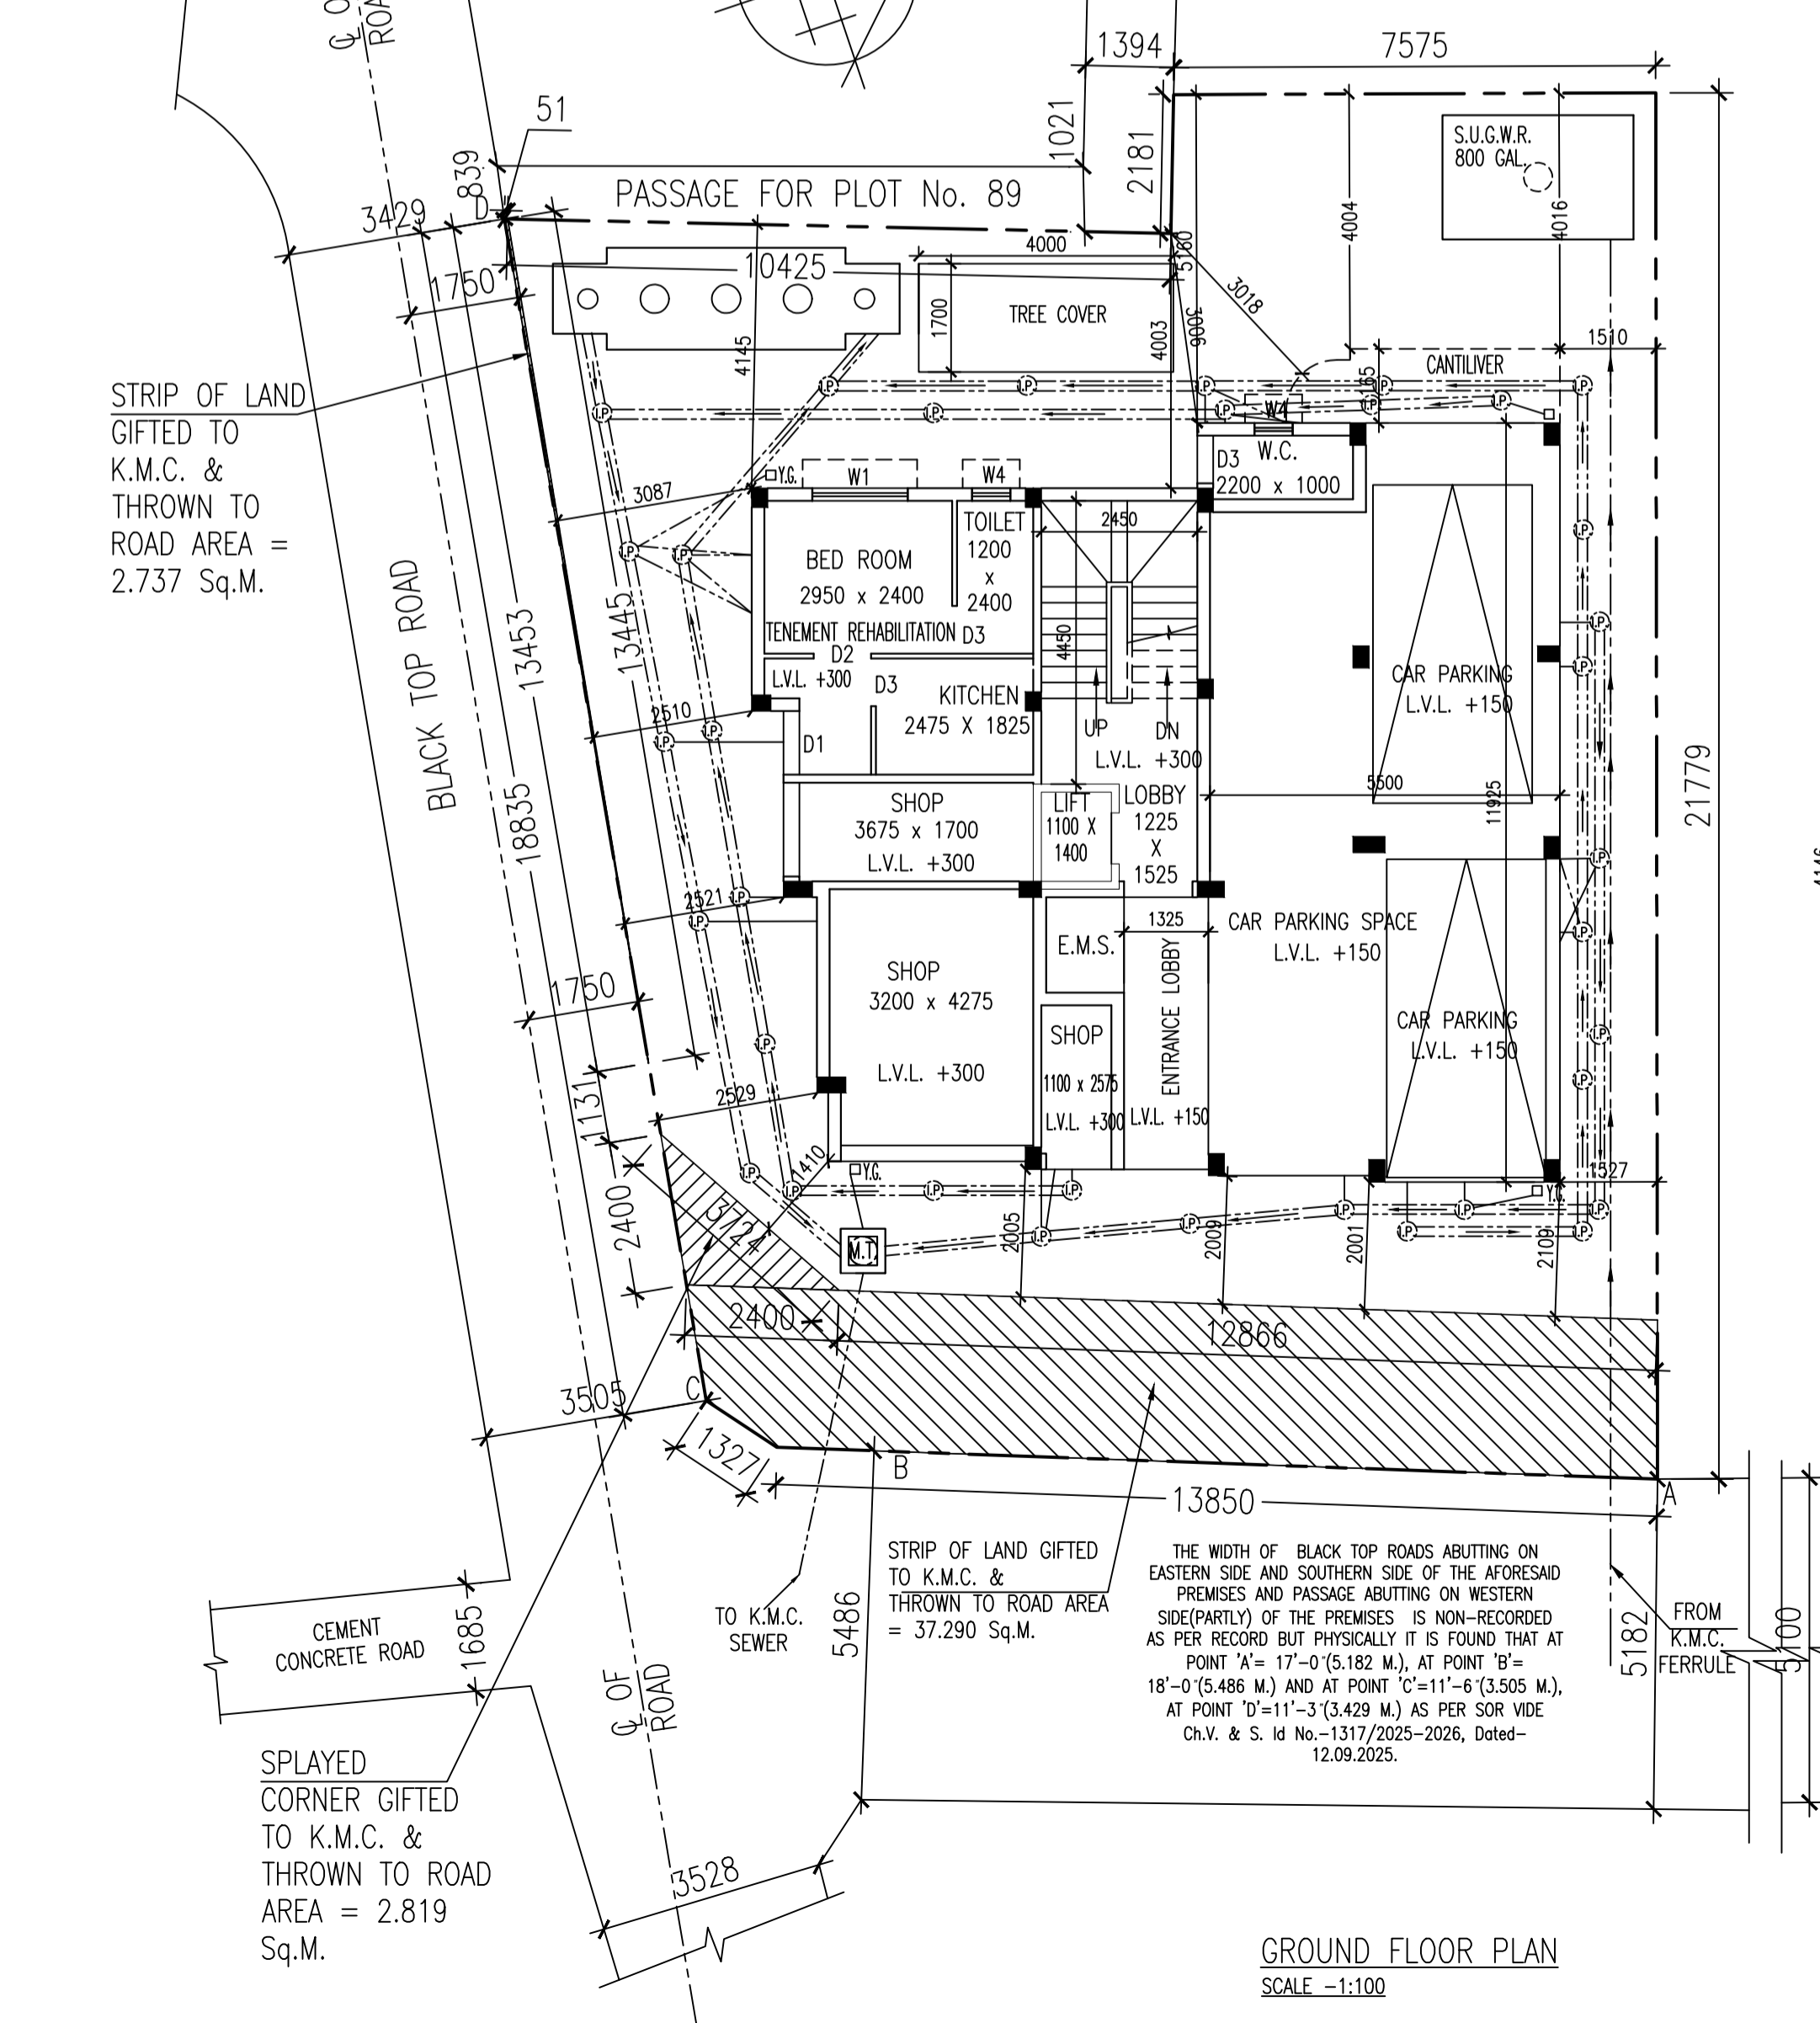 ℄ OF
ROAD
1394
7575
51
1021
2181
839
D
PASSAGE FOR PLOT No. 89
S.U.G.W.R.
800 GAL.
3429
4004
4016
4000
5160
10425
1750
3018
1700
TREE COVER
4003
3006
1510
4145
CANTILIVER
165
STRIP OF LAND
GIFTED TO
K.M.C. &
THROWN TO
ROAD AREA =
2.737 Sq.M.
I.P
I.P
I.P
I.P
I.P
I.P
I.P
I.P
I.P
I.P
W4
D3
W.C.
2200 x 1000
Y.G.
W1
W4
3087
2450
TOILET
1200
x
2400
BED ROOM
2950 x 2400
I.P
I.P
I.P
TENEMENT REHABILITATION
D3
D2
L.V.L. +300
D3
KITCHEN
2475 X 1825
4450
13445
13453
BLACK TOP ROAD
I.P
I.P
CAR PARKING
L.V.L. +150
2510
I.P
I.P
D1
UP
DN
L.V.L. +300
21779
18835
5500
11925
SHOP
3675 x 1700
L.V.L. +300
LIFT
1100 X
1400
LOBBY
1225
X
1525
I.P
2521
I.P
I.P
1325
CAR PARKING SPACE
L.V.L. +150
I.P
E.M.S.
SHOP
3200 x 4275
L.V.L. +300
1750
ENTRANCE LOBBY
L.V.L. +150
CAR PARKING
L.V.L. +150
I.P
I.P
I.P
SHOP
1100 x 2575
L.V.L. +300
2529
1131
1410
Y.G.
I.P
I.P
I.P
I.P
1527
Y.G.
2400
3724
M.T.
2005
I.P
I.P
2009
I.P
2001
I.P
I.P
I.P
2109
I.P
2400
12866
3505
C
1327
B
A
13850
STRIP OF LAND GIFTED
TO K.M.C. &
THROWN TO ROAD AREA
= 37.290 Sq.M.
THE WIDTH OF BLACK TOP ROADS ABUTTING ON
EASTERN SIDE AND SOUTHERN SIDE OF THE AFORESAID
PREMISES AND PASSAGE ABUTTING ON WESTERN
SIDE(PARTLY) OF THE PREMISES IS NON-RECORDED
AS PER RECORD BUT PHYSICALLY IT IS FOUND THAT AT
POINT 'A'= 17'-0"(5.182 M.), AT POINT 'B'=
18'-0"(5.486 M.) AND AT POINT 'C'=11'-6"(3.505 M.),
AT POINT 'D'=11'-3"(3.429 M.) AS PER SOR VIDE
Ch.V. & S. Id No.-1317/2025-2026, Dated-
12.09.2025.
CEMENT
CONCRETE ROAD
1685
TO K.M.C.
SEWER
5486
5182
FROM
K.M.C.
FERRULE
5100
℄ OF
ROAD
SPLAYED
CORNER GIFTED
TO K.M.C. &
THROWN TO ROAD
AREA = 2.819
Sq.M.
3528
GROUND FLOOR PLAN
SCALE -1:100